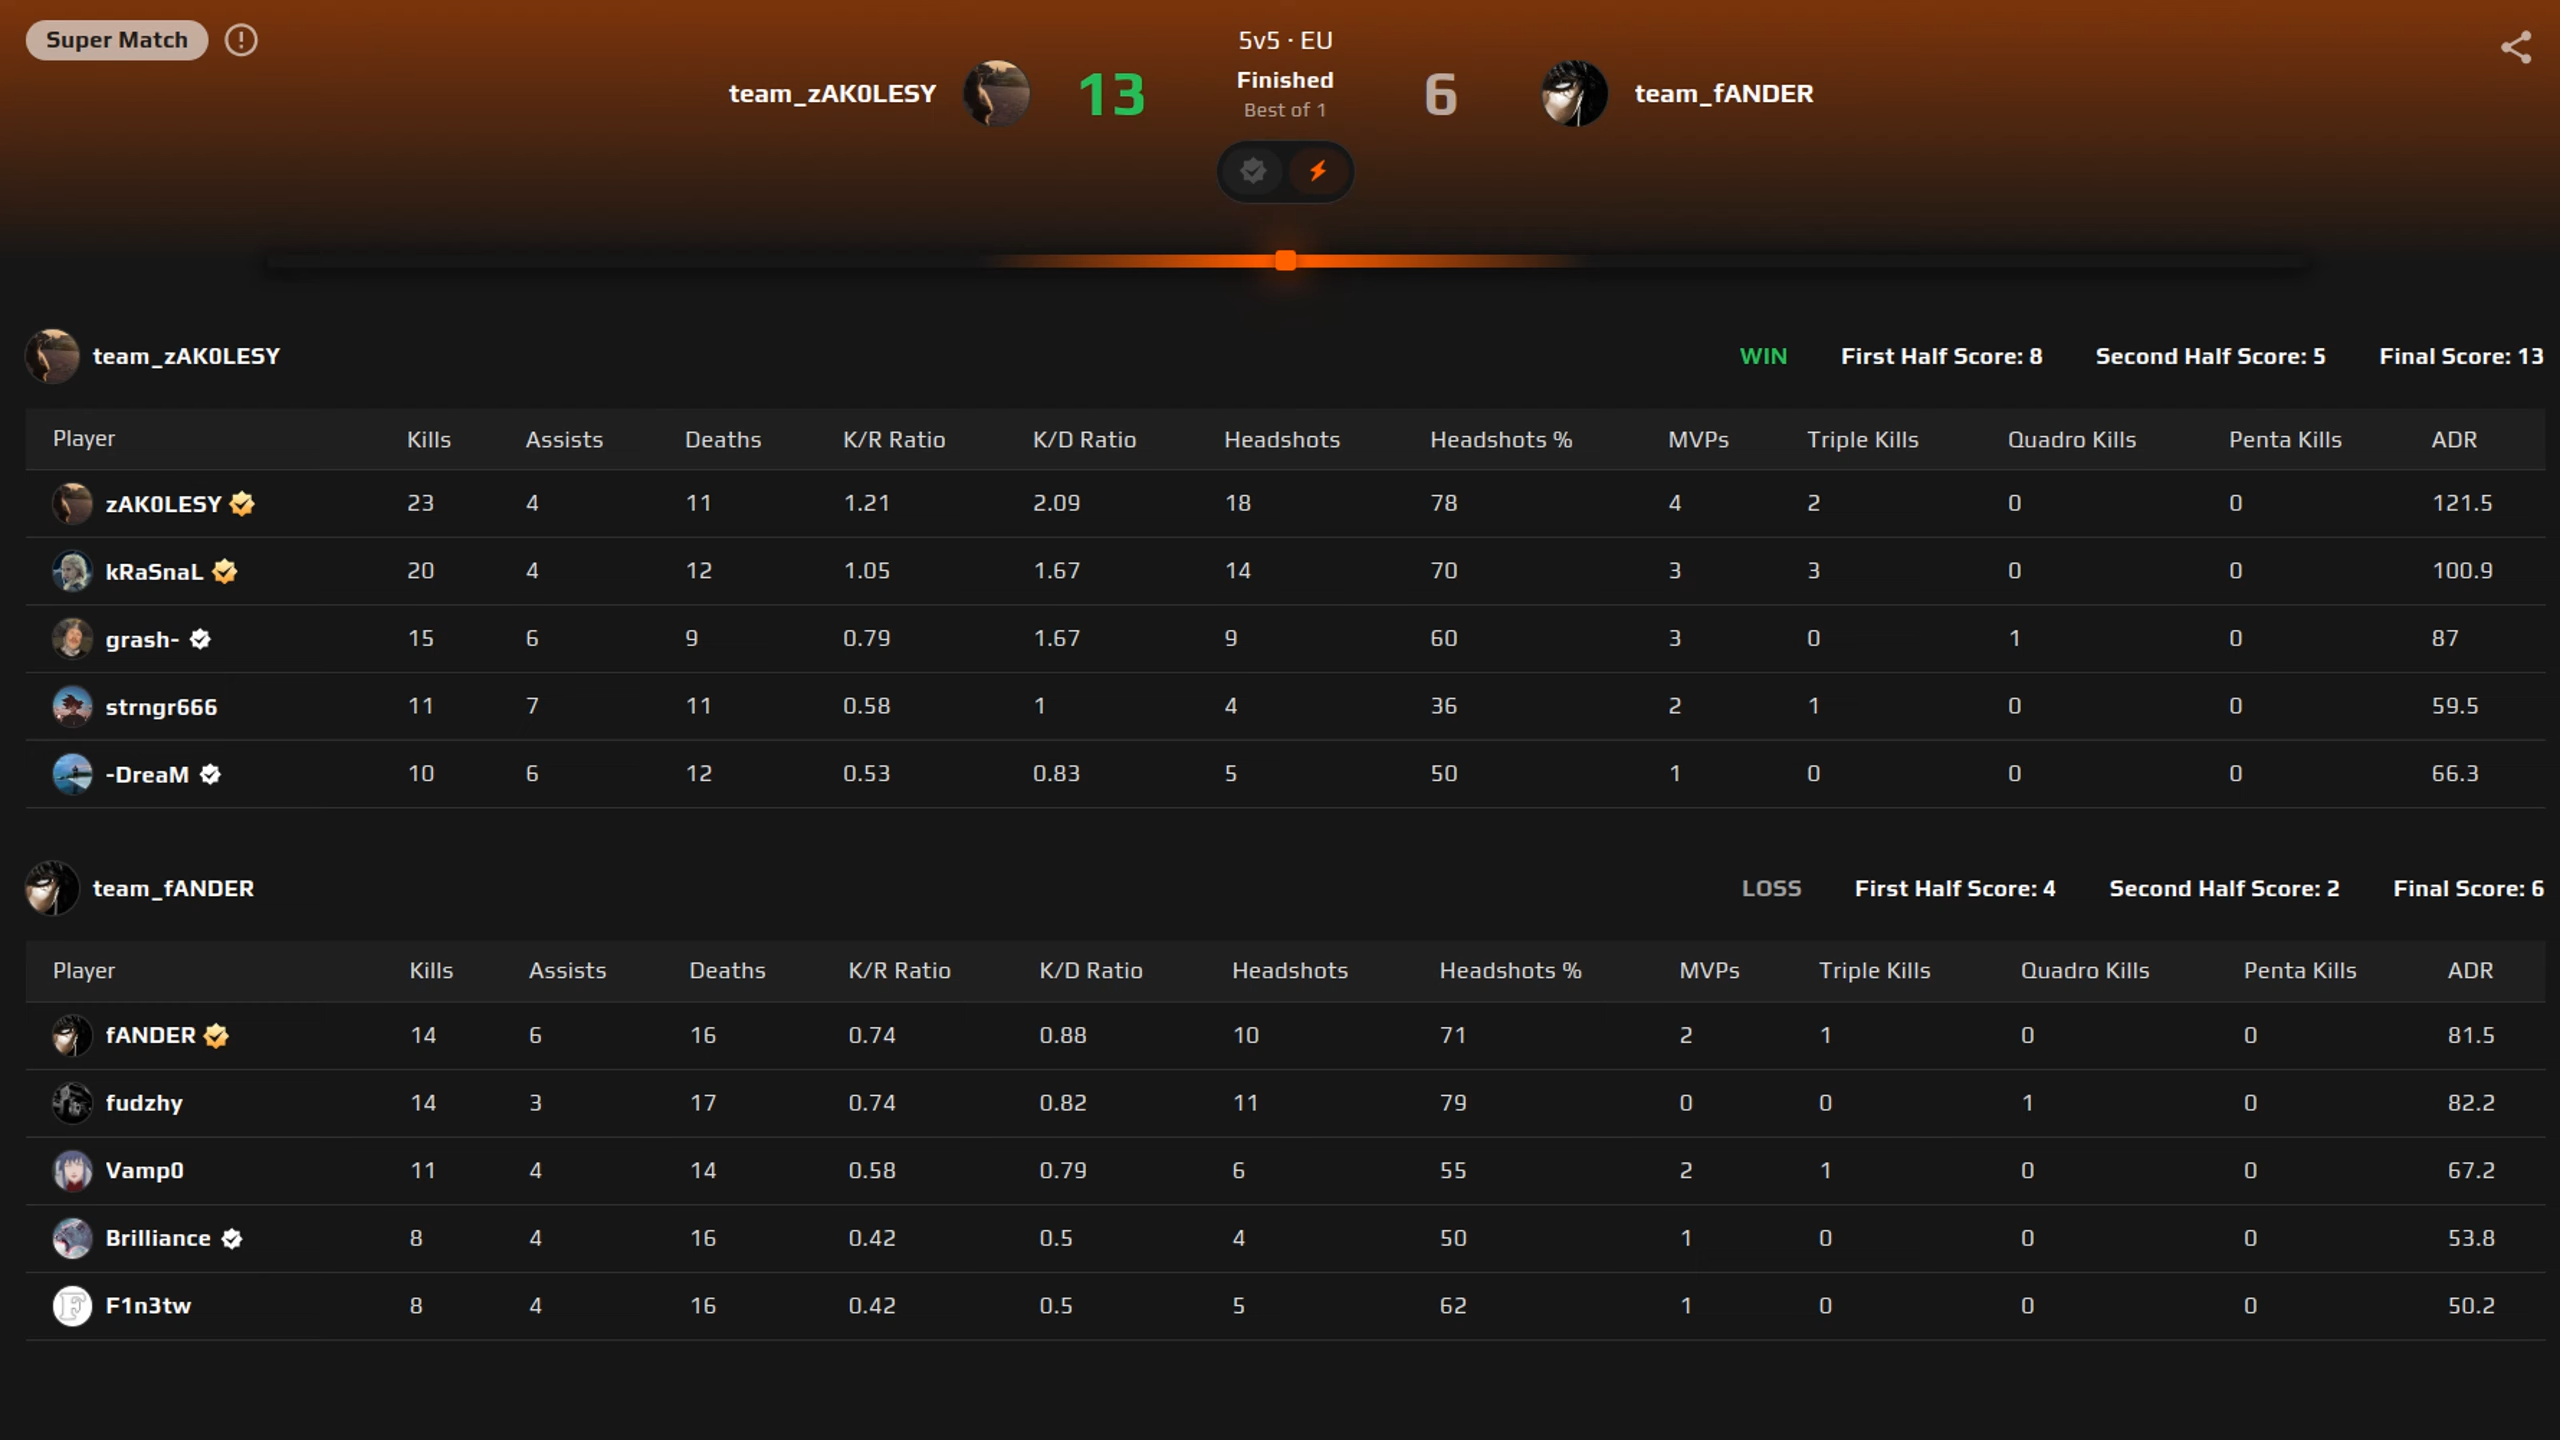 Super Match
5v5 · EU
team_zAK0LESY 13 Finished 6 team_fANDER
Best of 1
team_zAK0LESY WIN First Half Score: 8 Second Half Score: 5 Final Score: 13
Player Kills Assists Deaths K/R Ratio K/D Ratio Headshots Headshots % MVPs Triple Kills Quadro Kills Penta Kills ADR
zAK0LESY 23 4 11 1.21 2.09 18 78 4 2 0 0 121.5
kRaSnaL 20 4 12 1.05 1.67 14 70 3 3 0 0 100.9
grash- 15 6 9 0.79 1.67 9 60 3 0 1 0 87
strngr666 11 7 11 0.58 1 4 36 2 1 0 0 59.5
-DreaM 10 6 12 0.53 0.83 5 50 1 0 0 0 66.3
team_fANDER LOSS First Half Score: 4 Second Half Score: 2 Final Score: 6
Player Kills Assists Deaths K/R Ratio K/D Ratio Headshots Headshots % MVPs Triple Kills Quadro Kills Penta Kills ADR
fANDER 14 6 16 0.74 0.88 10 71 2 1 0 0 81.5
fudzhy 14 3 17 0.74 0.82 11 79 0 0 1 0 82.2
Vamp0 11 4 14 0.58 0.79 6 55 2 1 0 0 67.2
Brilliance 8 4 16 0.42 0.5 4 50 1 0 0 0 53.8
F1n3tw 8 4 16 0.42 0.5 5 62 1 0 0 0 50.2